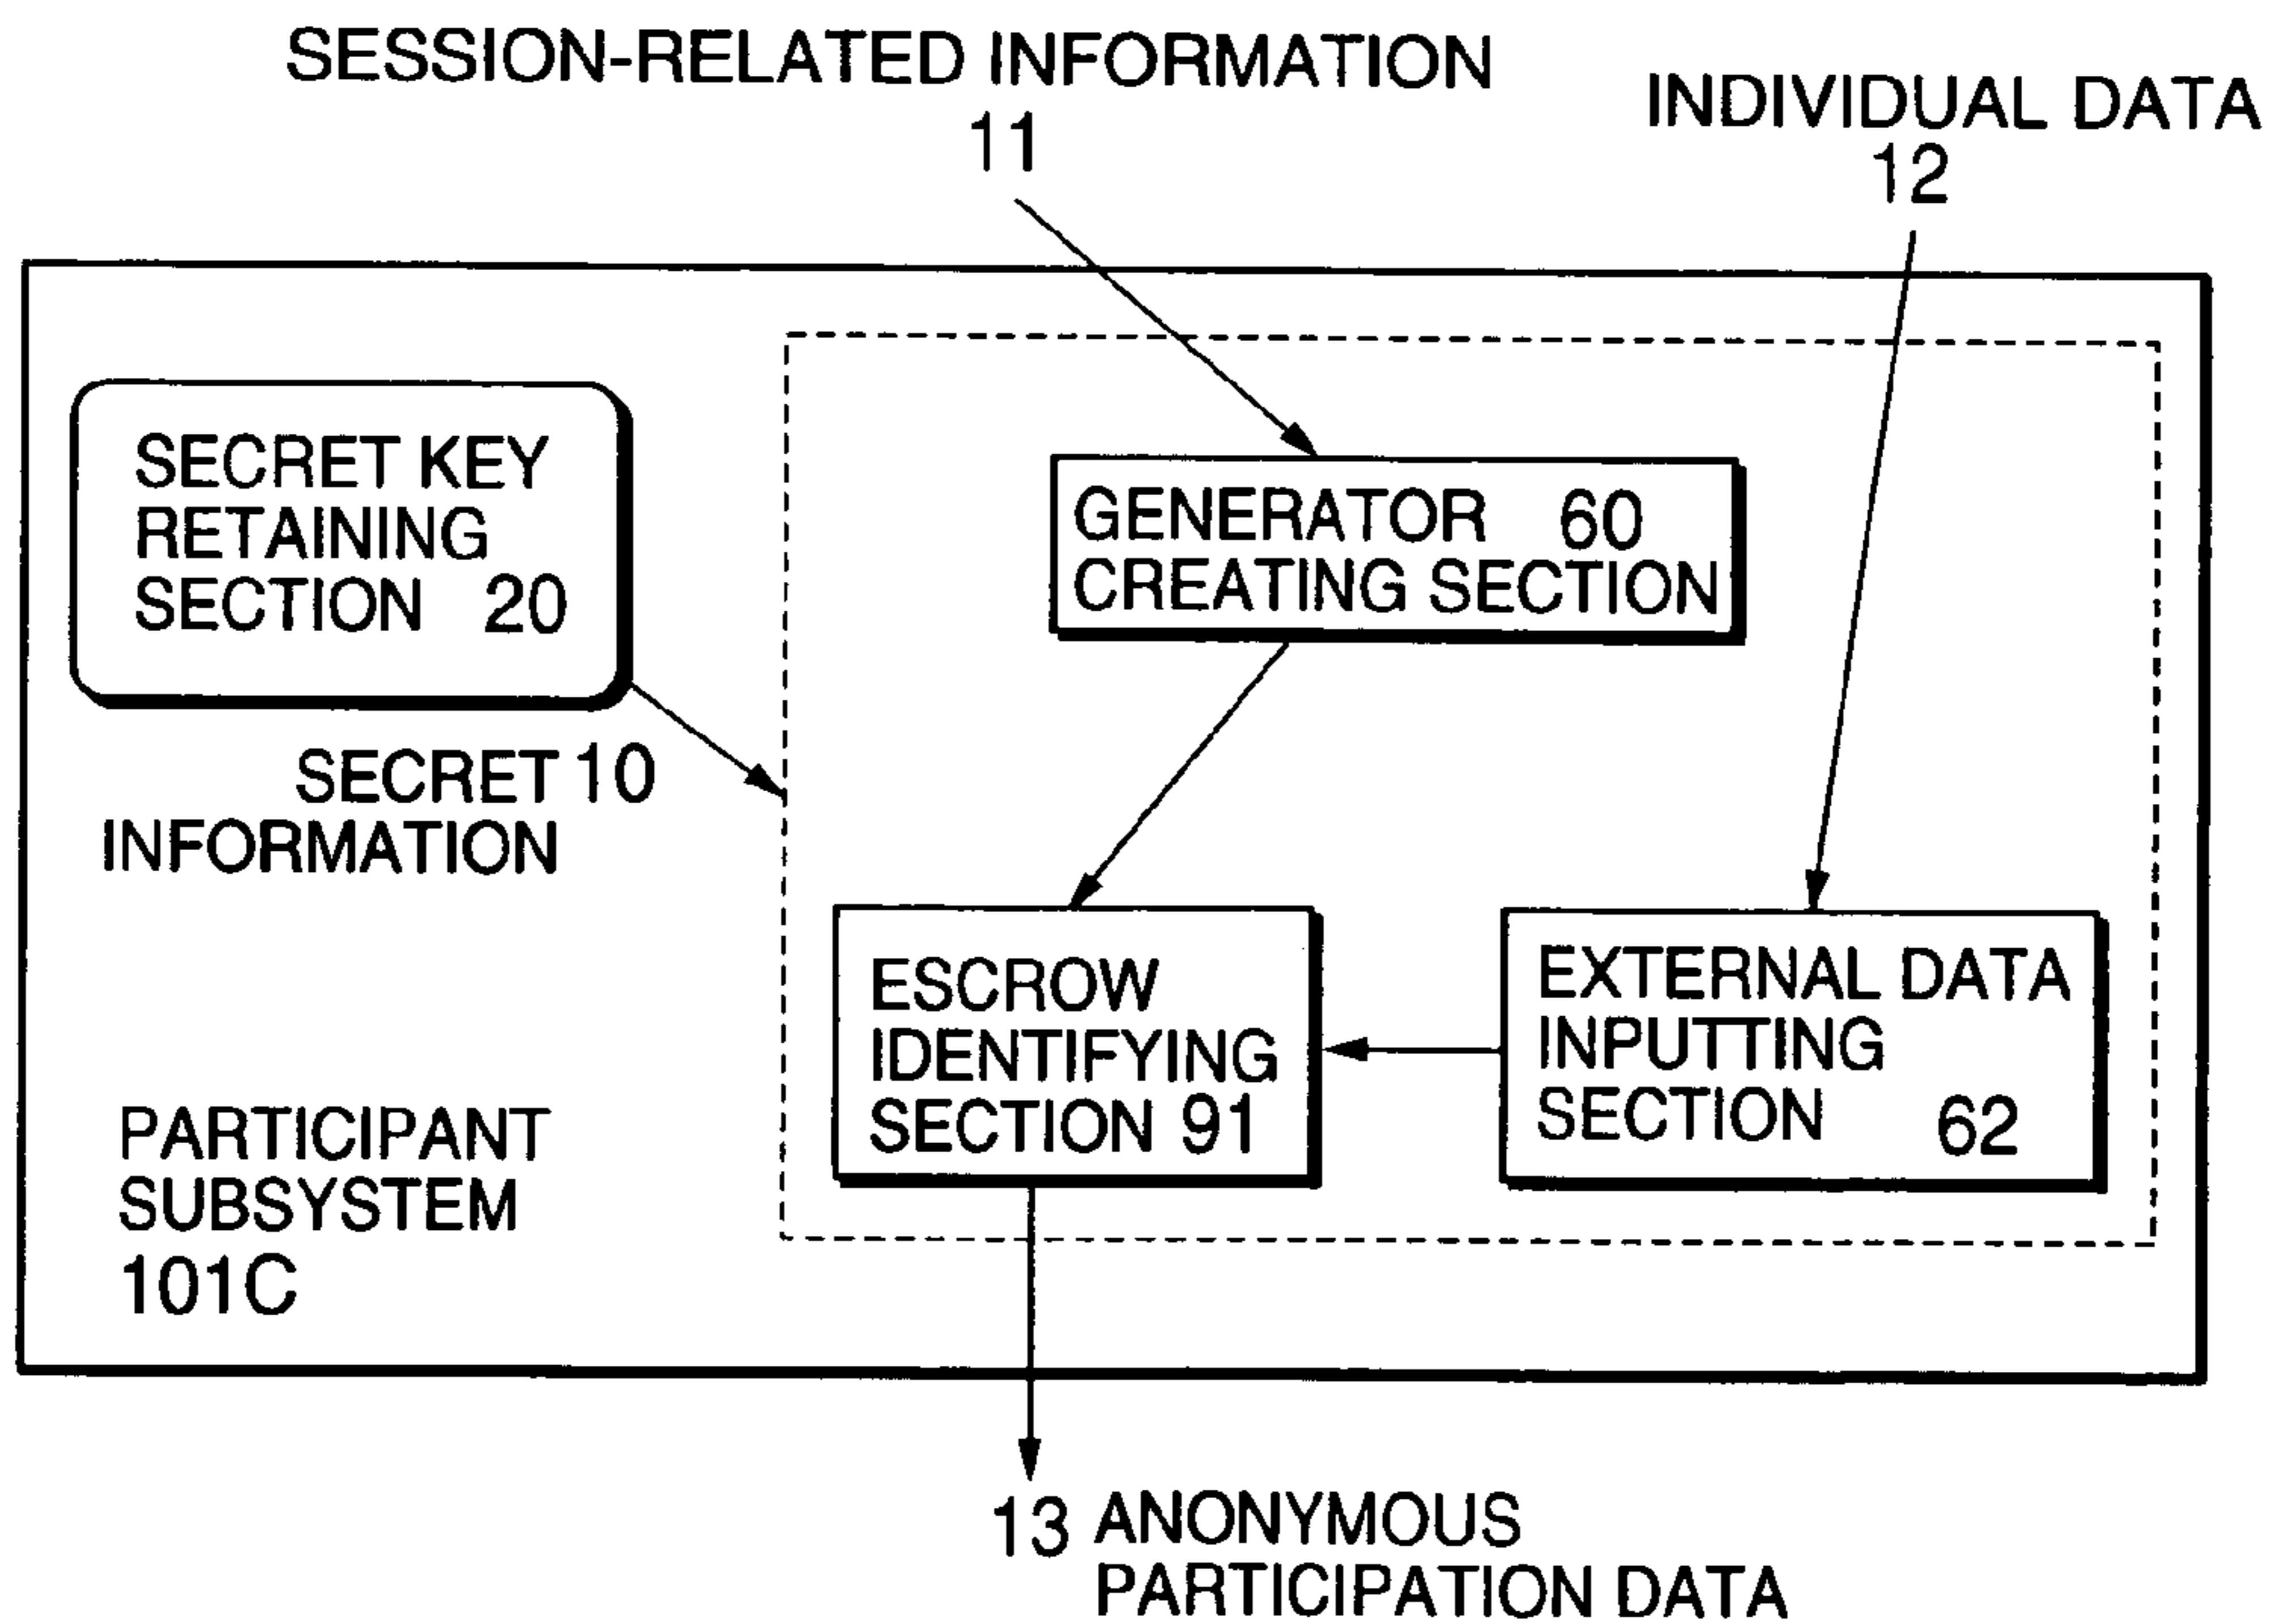 SESSION-RELATED INFORMATION
11
INDIVIDUAL DATA
12
SECRET KEY
RETAINING
SECTION 20
GENERATOR 60
CREATING SECTION
SECRET 10
INFORMATION
ESCROW
IDENTIFYING
SECTION 91
EXTERNAL DATA
INPUTTING
SECTION 62
PARTICIPANT
SUBSYSTEM
101C
13 ANONYMOUS
PARTICIPATION DATA